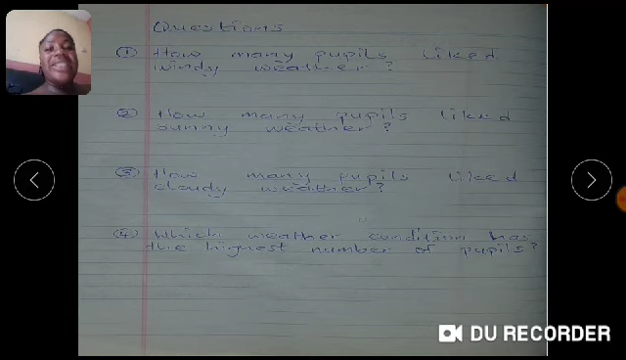 Questions
① How many pupils liked
windy weather?
② How many pupils liked
sunny weather?
③ How many pupils liked
cloudy weather?
④ Which weather condition has
the highest number of pupils?
DU RECORDER